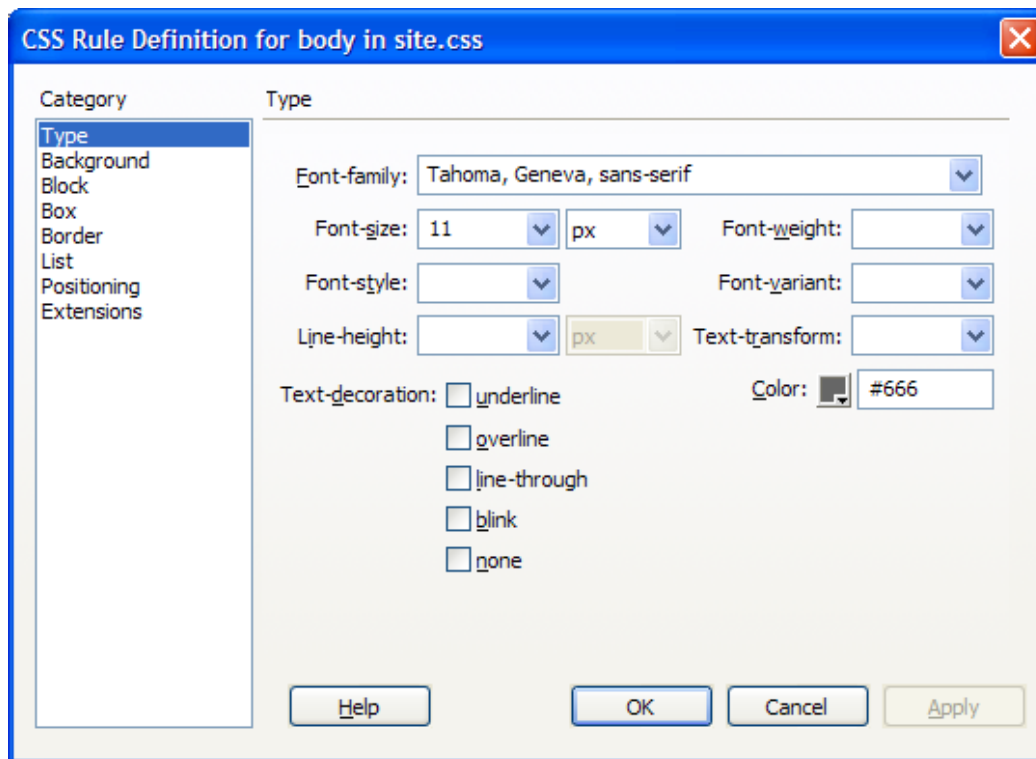 CSS Rule Definition for body in site.css
Category
Type
Type
Background
Block
Box
Border
List
Positioning
Extensions
Font-family: Tahoma, Geneva, sans-serif
Font-size: 11 px Font-weight:
Font-style: Font-variant:
Line-height: px Text-transform:
Text-decoration: underline Color: #666
overline
line-through
blink
none
Help OK Cancel Apply